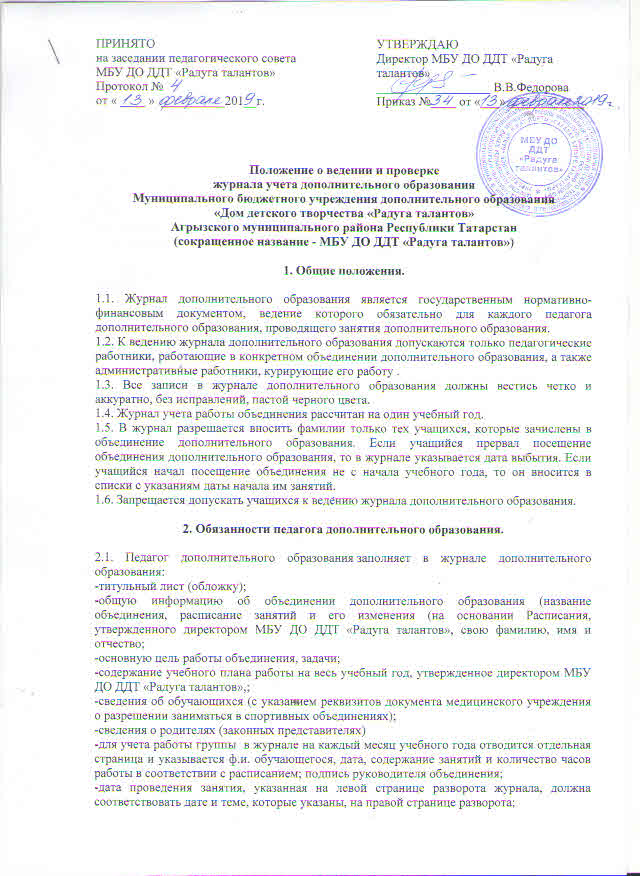 ПРИНЯТО
на заседании педагогического совета
МБУ ДО ДДТ «Радуга талантов»
Протокол № 4
от « 13 » февраля 2019 г.
УТВЕРЖДАЮ
Директор МБУ ДО ДДТ «Радуга
талантов»
В.В.Федорова
Приказ №34 от «13» февраля 2019г.
МБУ ДО
ДДТ
«Радуга
талантов»
Положение о ведении и проверке
журнала учета дополнительного образования
Муниципального бюджетного учреждения дополнительного образования
«Дом детского творчества «Радуга талантов»
Агрызского муниципального района Республики Татарстан
(сокращенное название - МБУ ДО ДДТ «Радуга талантов»)
1. Общие положения.
1.1. Журнал дополнительного образования является государственным нормативно-
финансовым документом, ведение которого обязательно для каждого педагога
дополнительного образования, проводящего занятия дополнительного образования.
1.2. К ведению журнала дополнительного образования допускаются только педагогические
работники, работающие в конкретном объединении дополнительного образования, а также
административные работники, курирующие его работу .
1.3. Все записи в журнале дополнительного образования должны вестись четко и
аккуратно, без исправлений, пастой черного цвета.
1.4. Журнал учета работы объединения рассчитан на один учебный год.
1.5. В журнал разрешается вносить фамилии только тех учащихся, которые зачислены в
объединение дополнительного образования. Если учащийся прервал посещение
объединения дополнительного образования, то в журнале указывается дата выбытия. Если
учащийся начал посещение объединения не с начала учебного года, то он вносится в
списки с указаниям даты начала им занятий.
1.6. Запрещается допускать учащихся к ведению журнала дополнительного образования.
2. Обязанности педагога дополнительного образования.
2.1. Педагог дополнительного образования заполняет в журнале дополнительного
образования:
-титульный лист (обложку);
-общую информацию об объединении дополнительного образования (название
объединения, расписание занятий и его изменения (на основании Расписания,
утвержденного директором МБУ ДО ДДТ «Радуга талантов», свою фамилию, имя и
отчество;
-основную цель работы объединения, задачи;
-содержание учебного плана работы на весь учебный год, утвержденное директором МБУ
ДО ДДТ «Радуга талантов»,;
-сведения об обучающихся (с указанием реквизитов документа медицинского учреждения
о разрешении заниматься в спортивных объединениях);
-сведения о родителях (законных представителях)
-для учета работы группы в журнале на каждый месяц учебного года отводится отдельная
страница и указывается ф.и. обучающегося, дата, содержание занятий и количество часов
работы в соответствии с расписанием; подпись руководителя объединения;
-дата проведения занятия, указанная на левой странице разворота журнала, должна
соответствовать дате и теме, которые указаны, на правой странице разворота;